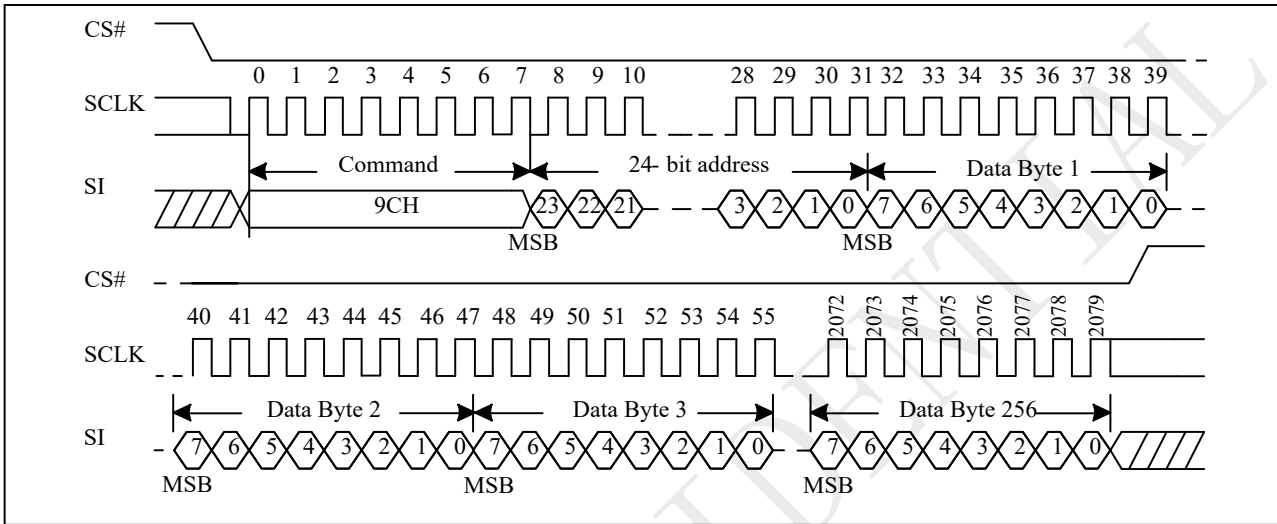 CS#
0 1 2 3 4 5 6 7 8 9 10 28 29 30 31 32 33 34 35 36 37 38 39
SCLK
Command 24- bit address Data Byte 1
SI
9CH 23 22 21 3 2 1 0 7 6 5 4 3 2 1 0
MSB MSB
CS#
40 41 42 43 44 45 46 47 48 49 50 51 52 53 54 55 2072 2073 2074 2075 2076 2077 2078 2079
SCLK
Data Byte 2 Data Byte 3 Data Byte 256
SI
7 6 5 4 3 2 1 0 7 6 5 4 3 2 1 0 7 6 5 4 3 2 1 0
MSB MSB MSB
IDENTIAL